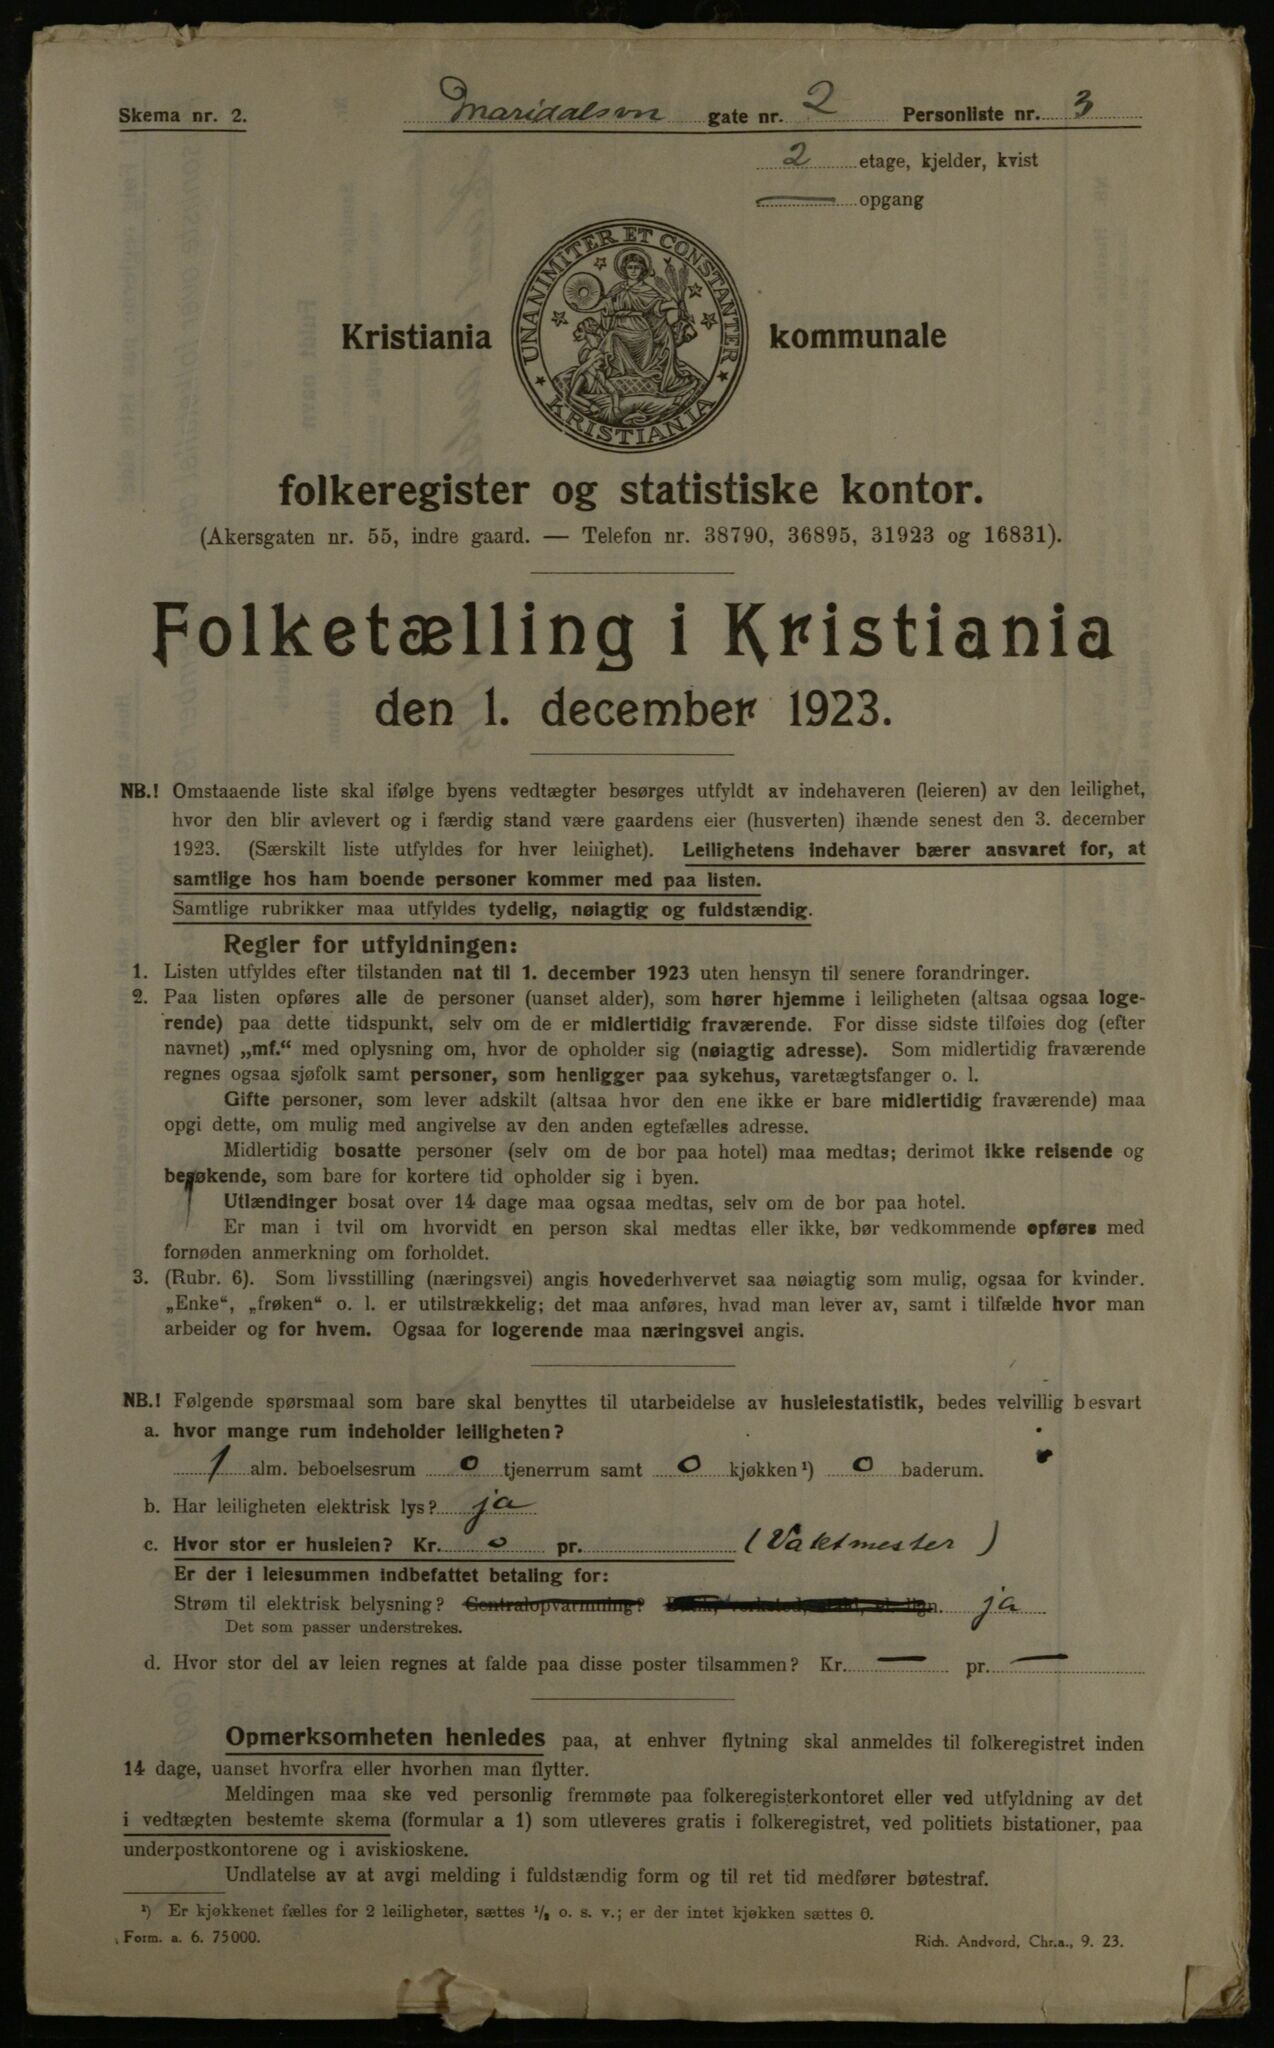 Skema nr. 2. Maridalsvn gate nr. 2 Personliste nr. 3
2 etage, kjelder, kvist
opgang
UNANIMITER ET CONSTANTER
KRISTIANIA
Kristiania kommunale
folkeregister og statistiske kontor.
(Akersgaten nr. 55, indre gaard. — Telefon nr. 38790, 36895, 31923 og 16831).
Folketælling i Kristiania
den 1. december 1923.
NB.! Omstaaende liste skal ifølge byens vedtægter besørges utfyldt av indehaveren (leieren) av den leilighet,
hvor den blir avlevert og i færdig stand være gaardens eier (husverten) ihænde senest den 3. december
1923. (Særskilt liste utfyldes for hver leilighet). Leilighetens indehaver bærer ansvaret for, at
samtlige hos ham boende personer kommer med paa listen.
Samtlige rubrikker maa utfyldes tydelig, nøiagtig og fuldstændig.
Regler for utfyldningen:
1. Listen utfyldes efter tilstanden nat til 1. december 1923 uten hensyn til senere forandringer.
2. Paa listen opføres alle de personer (uanset alder), som hører hjemme i leiligheten (altsaa ogsaa loge-
rende) paa dette tidspunkt, selv om de er midlertidig fraværende. For disse sidste tilføies dog (efter
navnet) „mf.“ med oplysning om, hvor de opholder sig (nøiagtig adresse). Som midlertidig fraværende
regnes ogsaa sjøfolk samt personer, som henligger paa sykehus, varetægtsfanger o. l.
Gifte personer, som lever adskilt (altsaa hvor den ene ikke er bare midlertidig fraværende) maa
opgi dette, om mulig med angivelse av den anden egtefælles adresse.
Midlertidig bosatte personer (selv om de bor paa hotel) maa medtas; derimot ikke reisende og
besøkende, som bare for kortere tid opholder sig i byen.
Utlændinger bosat over 14 dage maa ogsaa medtas, selv om de bor paa hotel.
Er man i tvil om hvorvidt en person skal medtas eller ikke, bør vedkommende opføres med
fornøden anmerkning om forholdet.
3. (Rubr. 6). Som livsstilling (næringsvei) angis hovederhvervet saa nøiagtig som mulig, ogsaa for kvinder.
„Enke“, „frøken“ o. l. er utilstrækkelig; det maa anføres, hvad man lever av, samt i tilfælde hvor man
arbeider og for hvem. Ogsaa for logerende maa næringsvei angis.
NB.! Følgende spørsmaal som bare skal benyttes til utarbeidelse av husleiestatistik, bedes velvillig besvart
a. hvor mange rum indeholder leiligheten?
1 alm. beboelsesrum 0 tjenerrum samt 0 kjøkken¹) 0 baderum.
b. Har leiligheten elektrisk lys? ja
c. Hvor stor er husleien? Kr. 0 pr. (Vaktmester)
Er der i leiesummen indbefattet betaling for:
Strøm til elektrisk belysning? Centralopvarmning? Butik, verksted, stald, el. lign. ja
Det som passer understrekes.
d. Hvor stor del av leien regnes at falde paa disse poster tilsammen? Kr. — pr. —
Opmerksomheten henledes paa, at enhver flytning skal anmeldes til folkeregistret inden
14 dage, uanset hvorfra eller hvorhen man flytter.
Meldingen maa ske ved personlig fremmøte paa folkeregisterkontoret eller ved utfyldning av det
i vedtægten bestemte skema (formular a 1) som utleveres gratis i folkeregistret, ved politiets bistationer, paa
underpostkontorene og i aviskioskene.
Undlatelse av at avgi melding i fuldstændig form og til ret tid medfører bøtestraf.
¹) Er kjøkkenet fælles for 2 leiligheter, sættes ½ o. s. v.; er der intet kjøkken sættes 0.
Form. a. 6. 75000. Rich. Andvord, Chr.a., 9. 23.